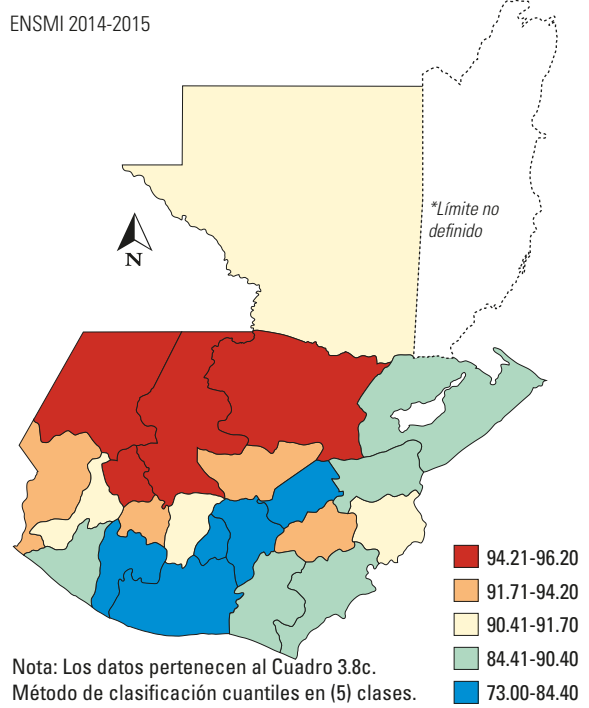 ENSMI 2014-2015
*Límite no
definido
N
94.21-96.20
91.71-94.20
90.41-91.70
84.41-90.40
73.00-84.40
Nota: Los datos pertenecen al Cuadro 3.8c.
Método de clasificación cuantiles en (5) clases.